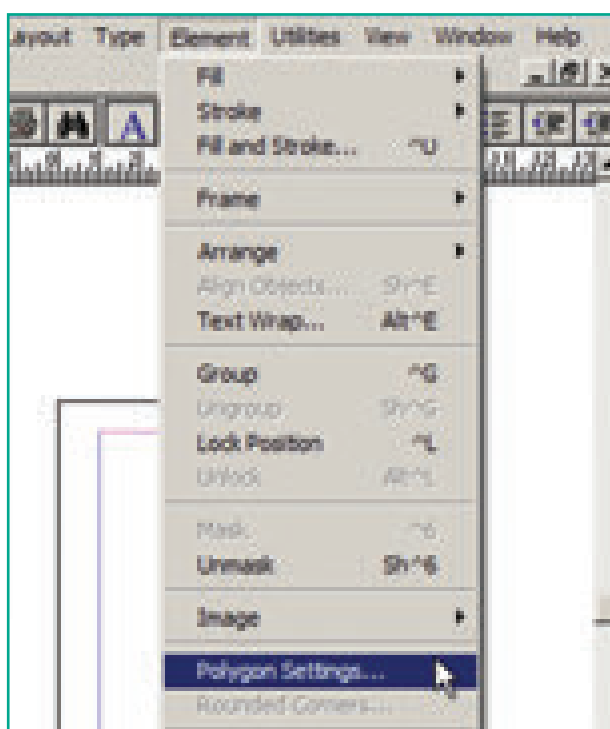 Layout Type Element Utilities View Window Help
Fill
Stroke
Fill and Stroke... ^U
Frame
Arrange
Align Objects... Sh^E
Text Wrap... Alt^E
Group ^G
Ungroup Sh^G
Lock Position ^L
Unlock Alt^L
Mask ^6
Unmask Sh^6
Image
Polygon Settings...
Rounded Corners...